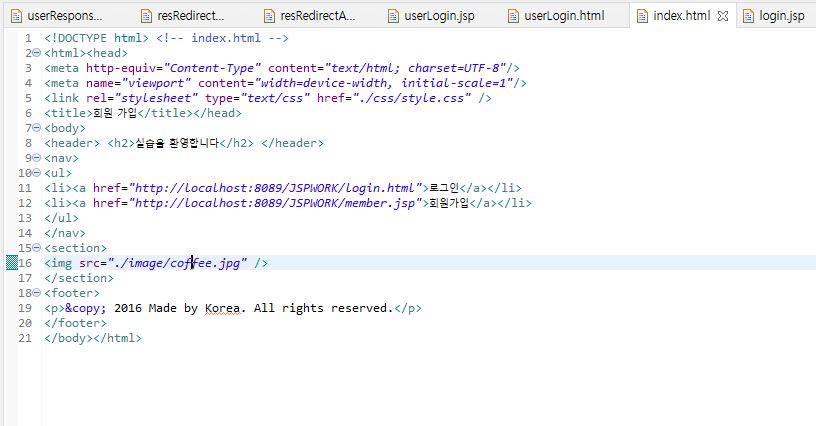 userRespons... resRedirect... resRedirectA... userLogin.jsp userLogin.html index.html login.jsp
1 <!DOCTYPE html> <!-- index.html -->
2 <html><head>
3 <meta http-equiv="Content-Type" content="text/html; charset=UTF-8"/>
4 <meta name="viewport" content="width=device-width, initial-scale=1"/>
5 <link rel="stylesheet" type="text/css" href="./css/style.css" />
6 <title>회원 가입</title></head>
7 <body>
8 <header> <h2>실습을 환영합니다</h2> </header>
9 <nav>
10 <ul>
11 <li><a href="http://localhost:8089/JSPWORK/login.html">로그인</a></li>
12 <li><a href="http://localhost:8089/JSPWORK/member.jsp">회원가입</a></li>
13 </ul>
14 </nav>
15 <section>
16 <img src="./image/coffee.jpg" />
17 </section>
18 <footer>
19 <p>&copy; 2016 Made by Korea. All rights reserved.</p>
20 </footer>
21 </body></html>